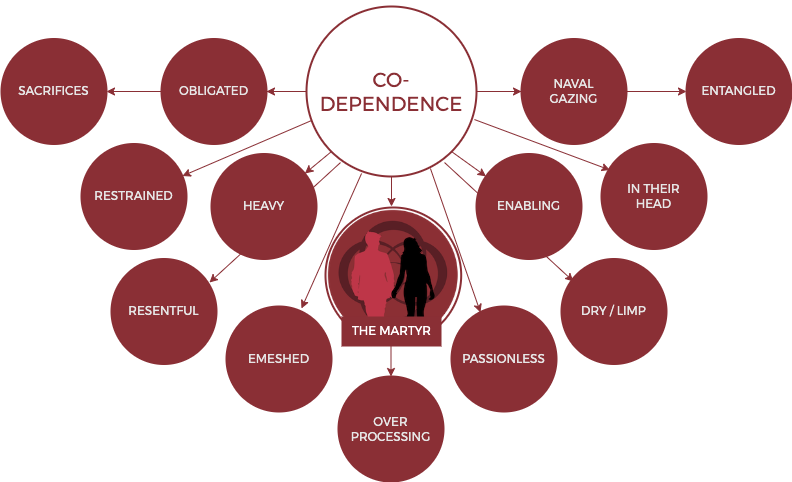 CO-
DEPENDENCE
SACRIFICES
OBLIGATED
NAVAL
GAZING
ENTANGLED
RESTRAINED
HEAVY
ENABLING
IN THEIR
HEAD
RESENTFUL
THE MARTYR
DRY / LIMP
EMESHED
PASSIONLESS
OVER
PROCESSING